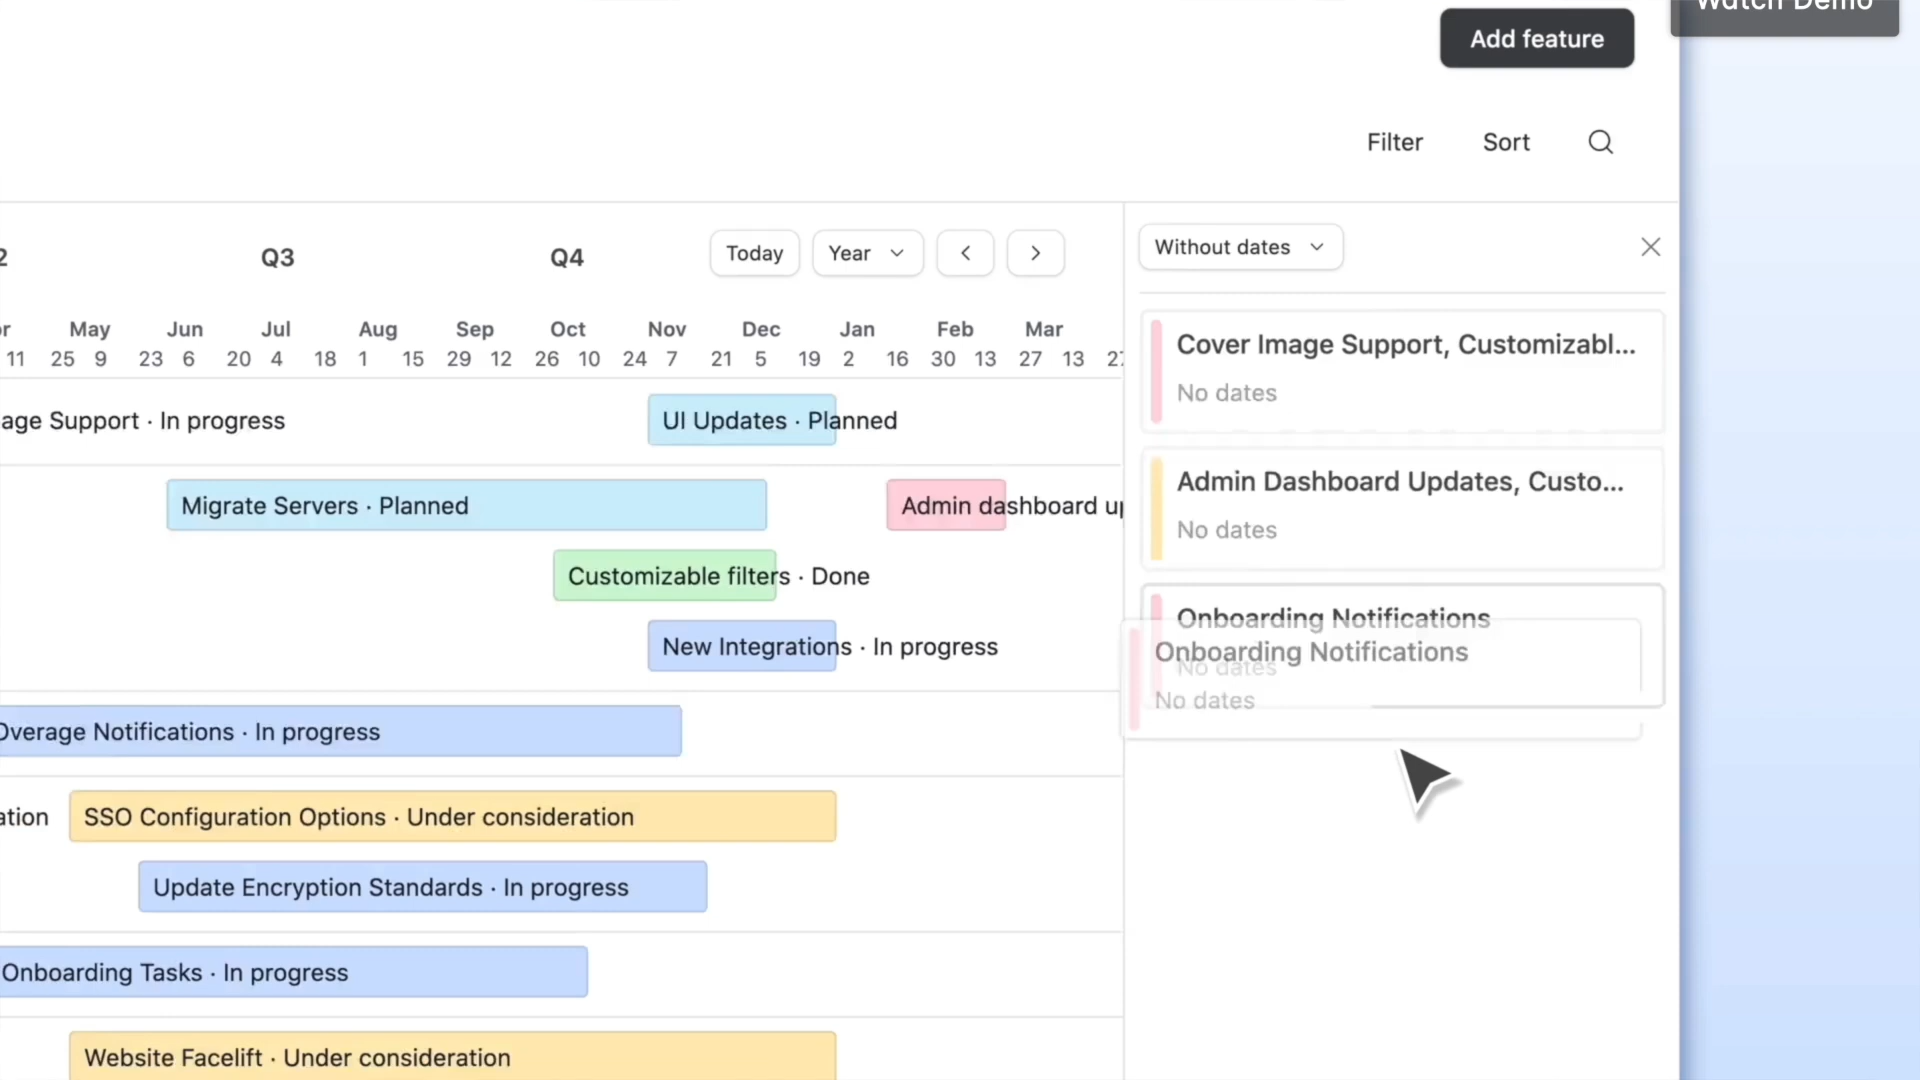 Watch Demo
Add feature
Filter Sort
2 Q3 Q4 Today Year
Without dates
May Jun Jul Aug Sep Oct Nov Dec Jan Feb Mar
11 25 9 23 6 20 4 18 1 15 29 12 26 10 24 7 21 5 19 2 16 30 13 27 13 27
Cover Image Support, Customizabl...
No dates
age Support · In progress
UI Updates · Planned
Migrate Servers · Planned
Admin dashboard up
Admin Dashboard Updates, Custo...
No dates
Customizable filters · Done
New Integrations · In progress
Onboarding Notifications
No dates
Onboarding Notifications
No dates
Overage Notifications · In progress
ation
SSO Configuration Options · Under consideration
Update Encryption Standards · In progress
Onboarding Tasks · In progress
Website Facelift · Under consideration